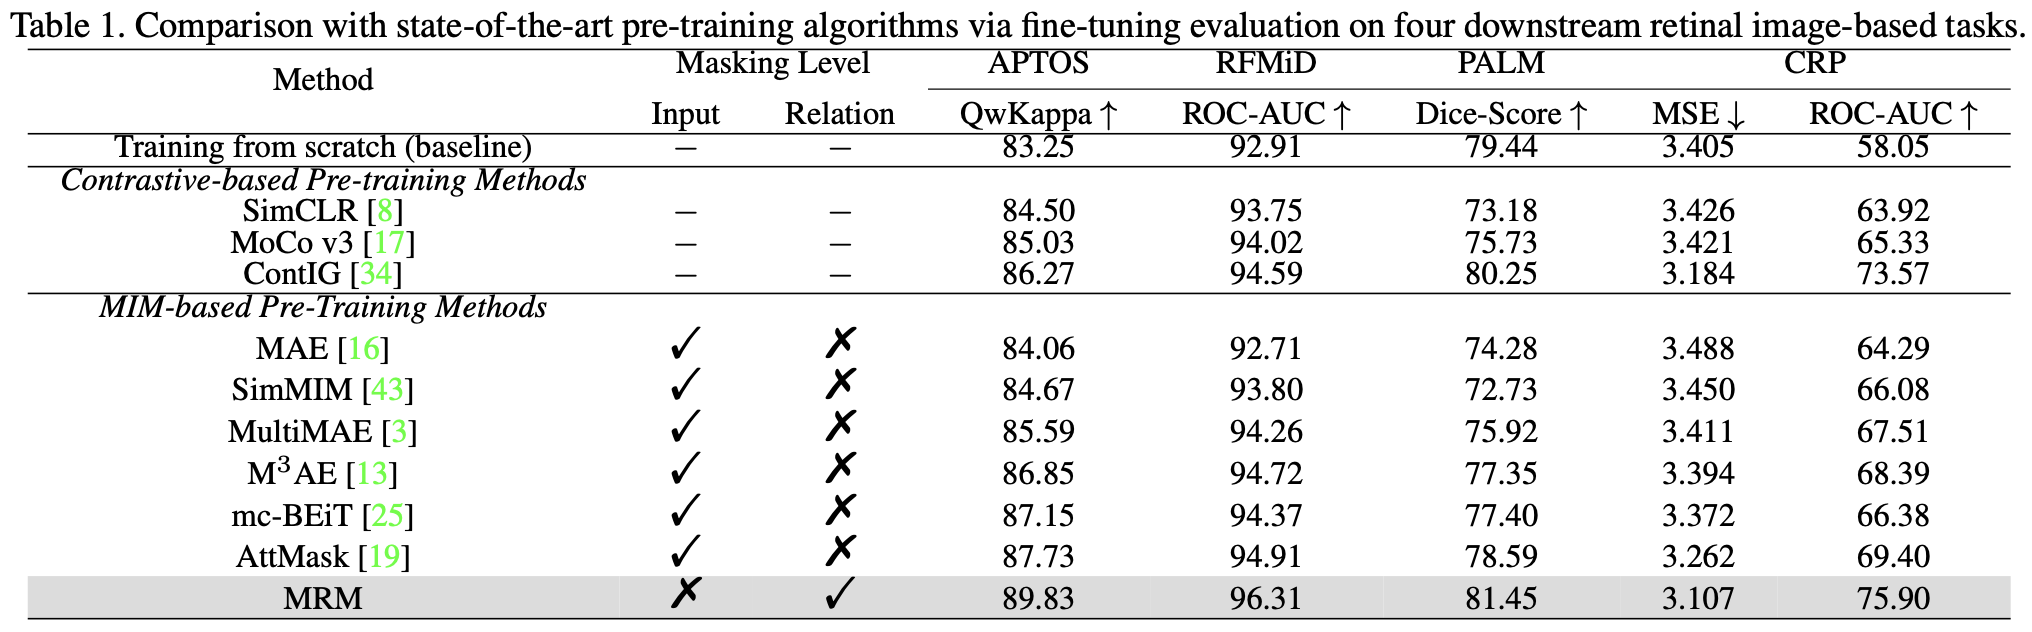 Table 1. Comparison with state-of-the-art pre-training algorithms via fine-tuning evaluation on four downstream retinal image-based tasks.
Method Masking Level APTOS RFMiD PALM CRP
Input Relation QwKappa ↑ ROC-AUC ↑ Dice-Score ↑ MSE ↓ ROC-AUC ↑
Training from scratch (baseline) – – 83.25 92.91 79.44 3.405 58.05
Contrastive-based Pre-training Methods
SimCLR [8] – – 84.50 93.75 73.18 3.426 63.92
MoCo v3 [17] – – 85.03 94.02 75.73 3.421 65.33
ContIG [34] – – 86.27 94.59 80.25 3.184 73.57
MIM-based Pre-Training Methods
MAE [16] ✓ ✗ 84.06 92.71 74.28 3.488 64.29
SimMIM [43] ✓ ✗ 84.67 93.80 72.73 3.450 66.08
MultiMAE [3] ✓ ✗ 85.59 94.26 75.92 3.411 67.51
M³AE [13] ✓ ✗ 86.85 94.72 77.35 3.394 68.39
mc-BEiT [25] ✓ ✗ 87.15 94.37 77.40 3.372 66.38
AttMask [19] ✓ ✗ 87.73 94.91 78.59 3.262 69.40
MRM ✗ ✓ 89.83 96.31 81.45 3.107 75.90